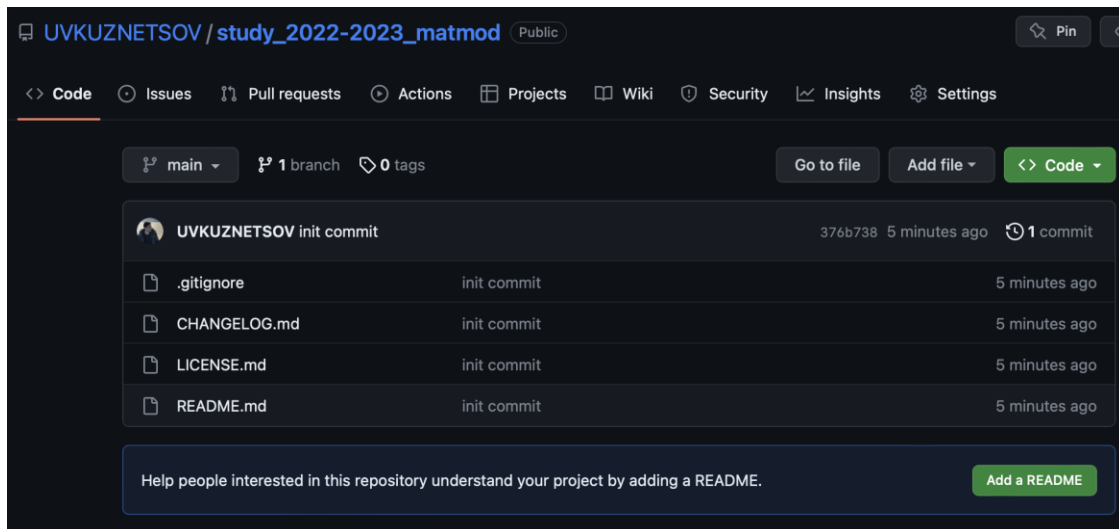 UVKUZNETSOV / study_2022-2023_matmod Public Pin
Code Issues Pull requests Actions Projects Wiki Security Insights Settings
main 1 branch 0 tags Go to file Add file Code
UVKUZNETSOV init commit 376b738 5 minutes ago 1 commit
.gitignore init commit 5 minutes ago
CHANGELOG.md init commit 5 minutes ago
LICENSE.md init commit 5 minutes ago
README.md init commit 5 minutes ago
Help people interested in this repository understand your project by adding a README. Add a README